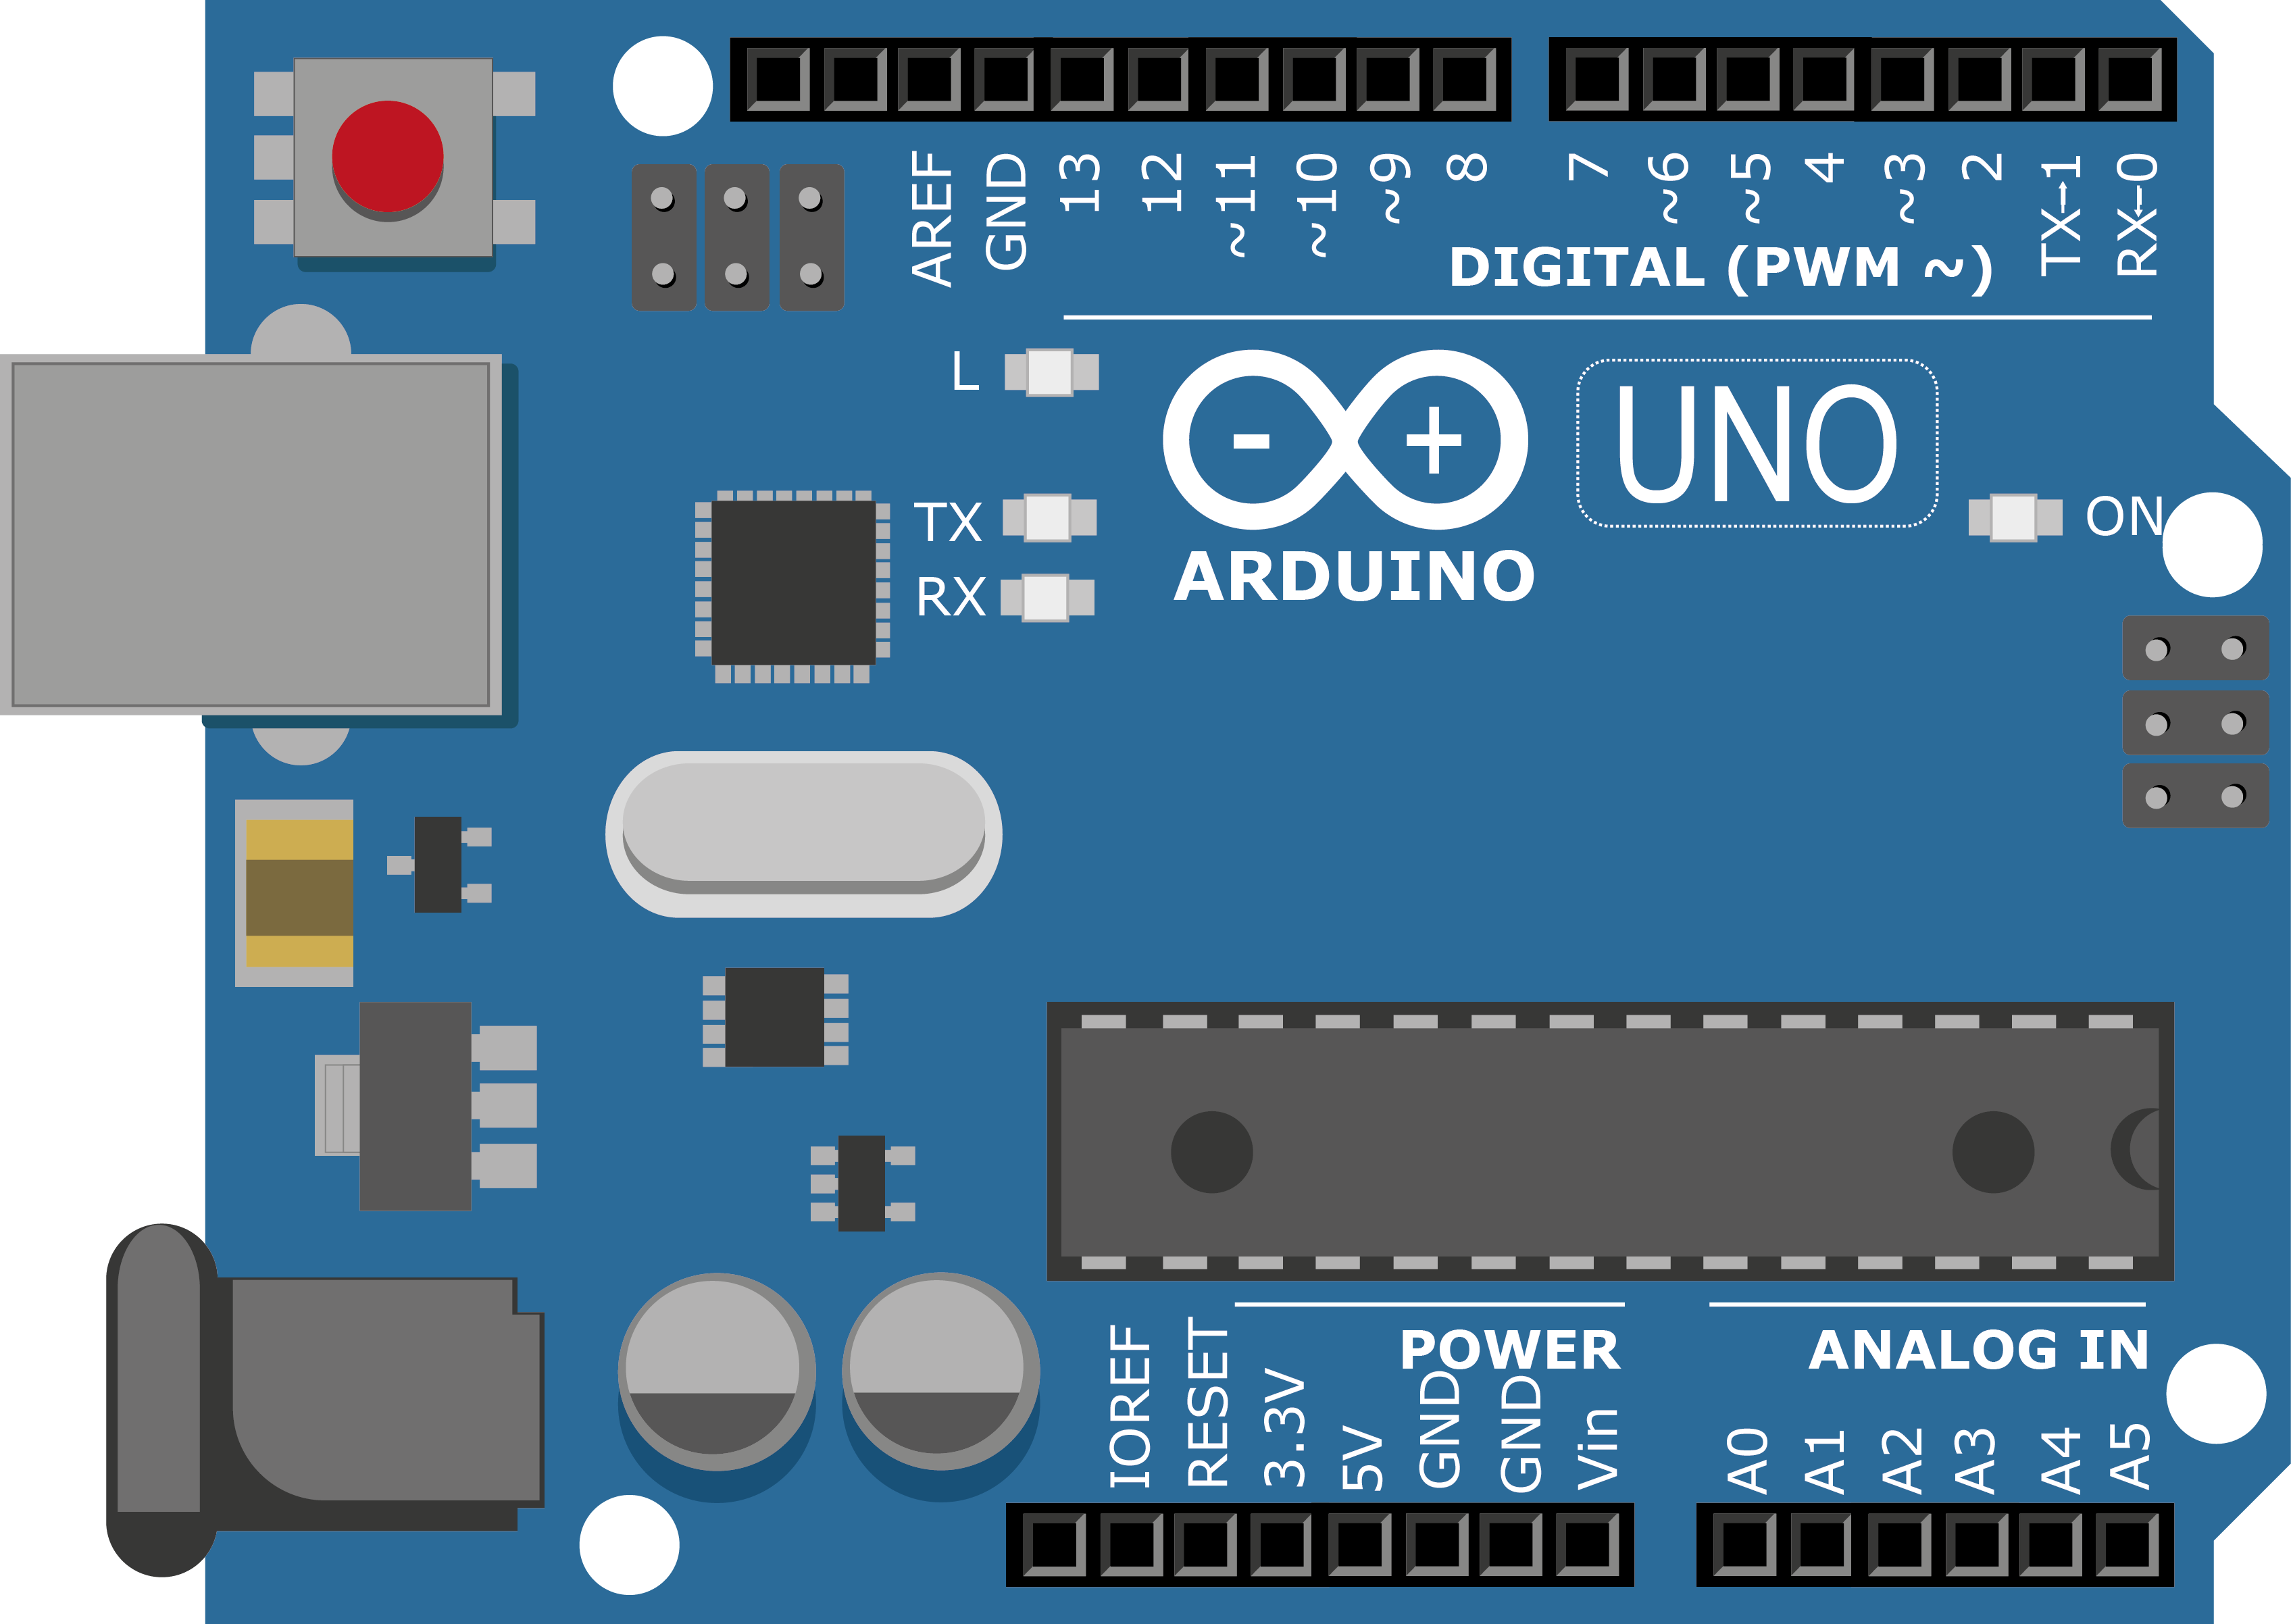 AREF
GND
13
12
~11
~10
~9
8
7
~6
~5
4
~3
2
TX→1
RX←0
DIGITAL (PWM ~)
L
- +
UNO
TX
ON
RX
ARDUINO
POWER
ANALOG IN
IOREF
RESET
3.3V
5V
GND
GND
Vin
A0
A1
A2
A3
A4
A5